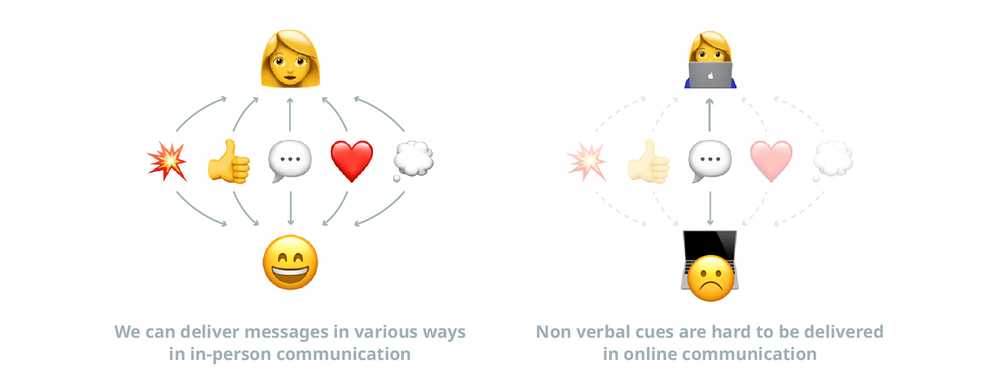 We can deliver messages in various ways
in in-person communication
Non verbal cues are hard to be delivered
in online communication